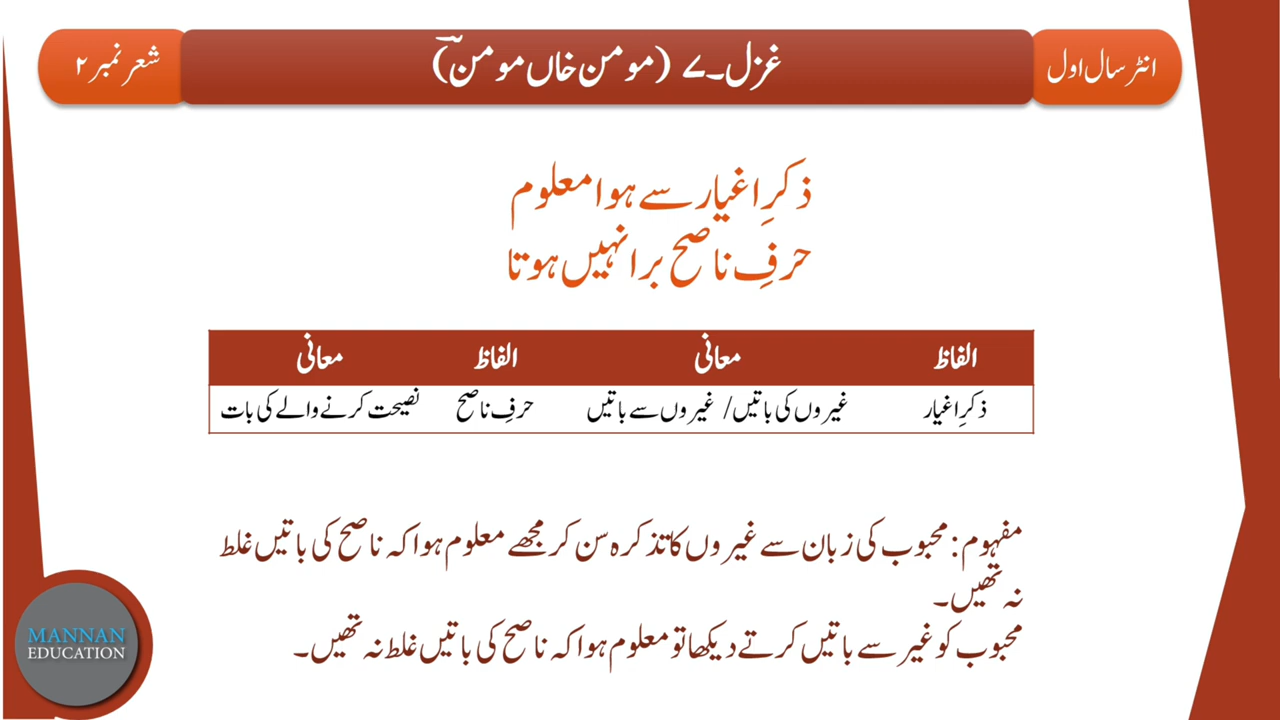 انٹر سال اول
غزل۔۷ (مومن خاں مومنؔ)
شعر نمبر ۲
ذکرِ اغیار سے ہوا معلوم
حرفِ ناصح برا نہیں ہوتا
الفاظ معانی الفاظ معانی
ذکرِ اغیار غیروں کی باتیں/ غیروں سے باتیں حرفِ ناصح نصیحت کرنے والے کی بات
مفہوم: محبوب کی زبان سے غیروں کا تذکرہ سن کر مجھے معلوم ہوا کہ ناصح کی باتیں غلط
نہ تھیں۔
محبوب کو غیر سے باتیں کرتے دیکھا تو معلوم ہوا کہ ناصح کی باتیں غلط نہ تھیں۔
MANNAN
EDUCATION